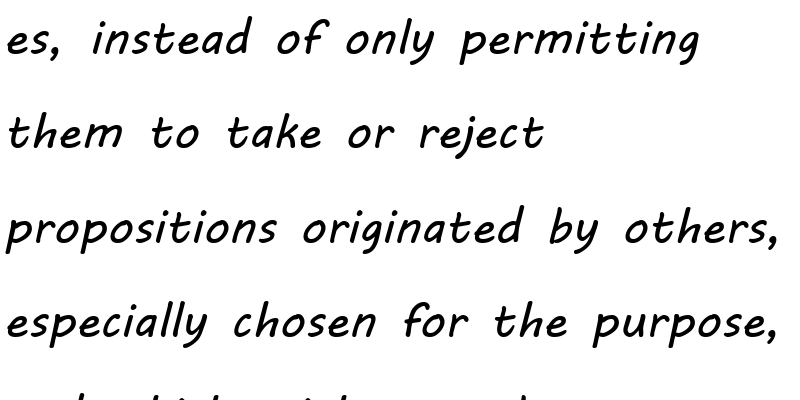 es, instead of only permitting
them to take or reject
propositions originated by others,
especially chosen for the purpose,